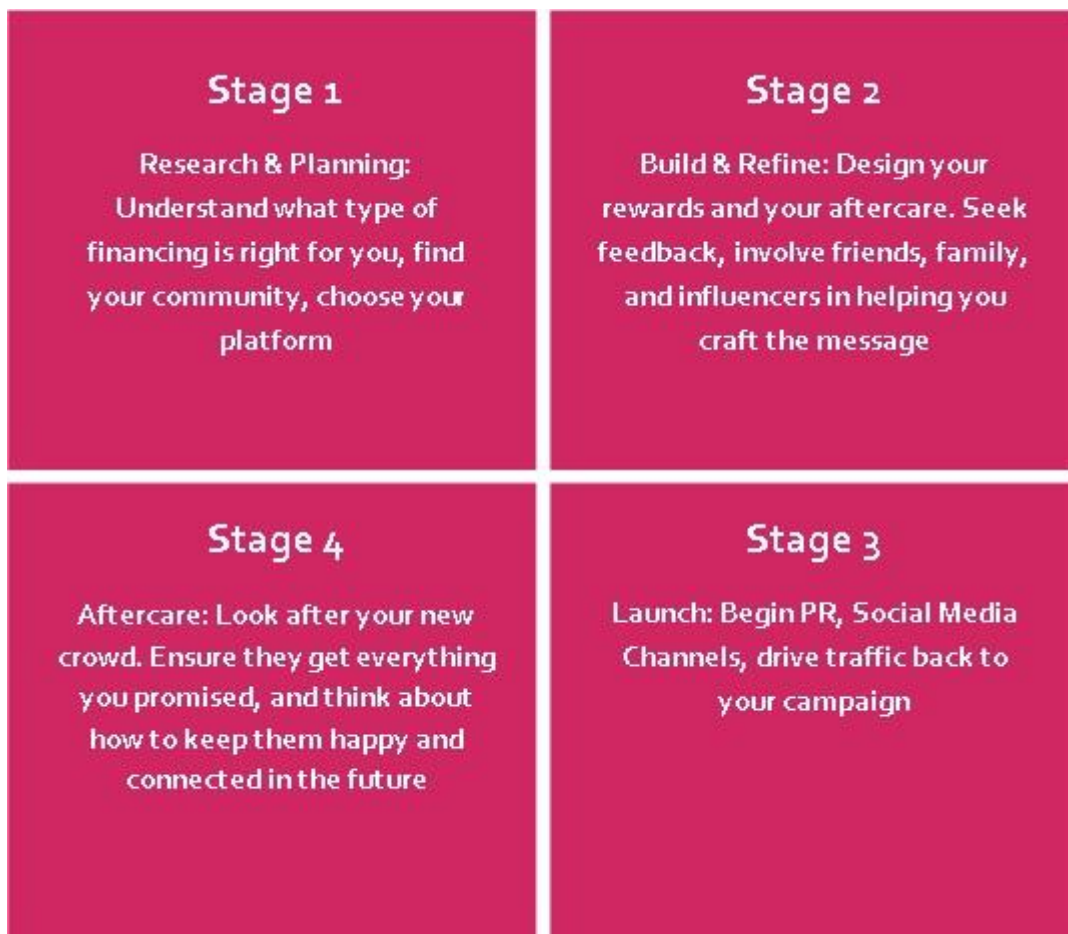 Stage 1
Research & Planning:
Understand what type of
financing is right for you, find
your community, choose your
platform
Stage 2
Build & Refine: Design your
rewards and your aftercare. Seek
feedback, involve friends, family,
and influencers in helping you
craft the message
Stage 4
Aftercare: Look after your new
crowd. Ensure they get everything
you promised, and think about
how to keep them happy and
connected in the future
Stage 3
Launch: Begin PR, Social Media
Channels, drive traffic back to
your campaign